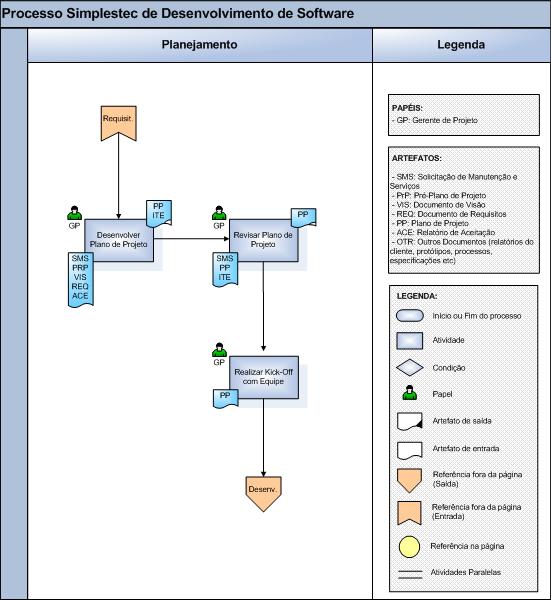 Processo Simplestec de Desenvolvimento de Software
Planejamento
Legenda
Requisit.
GP
PP
ITE
Desenvolver
Plano de Projeto
SMS
PRP
VIS
REQ
ACE
GP
PP
Revisar Plano de
Projeto
SMS
PP
ITE
GP
Realizar Kick-Off
com Equipe
PP
Desenv.
PAPÉIS:
- GP: Gerente de Projeto
ARTEFATOS:
- SMS: Solicitação de Manutenção e
Serviços
- PrP: Pré-Plano de Projeto
- VIS: Documento de Visão
- REQ: Documento de Requisitos
- PP: Plano de Projeto
- ACE: Relatório de Aceitação
- OTR: Outros Documentos (relatórios do
cliente, protótipos, processos,
especificações etc)
LEGENDA:
Início ou Fim do processo
Atividade
Condição
Papel
Artefato de saída
Artefato de entrada
Referência fora da página
(Saída)
Referência fora da página
(Entrada)
Referência na página
Atividades Paralelas